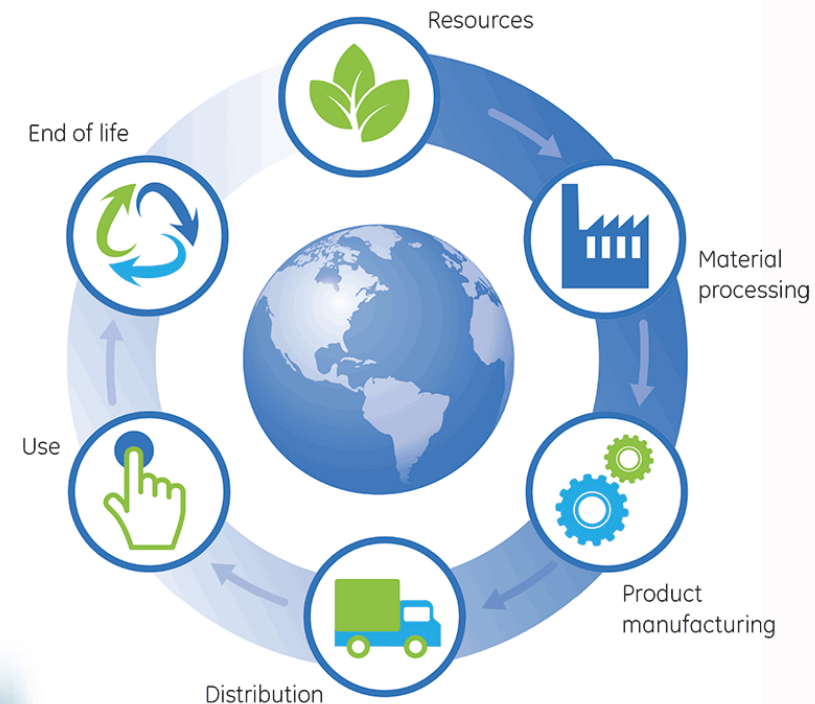 Resources
Material
processing
Product
manufacturing
Distribution
Use
End of life